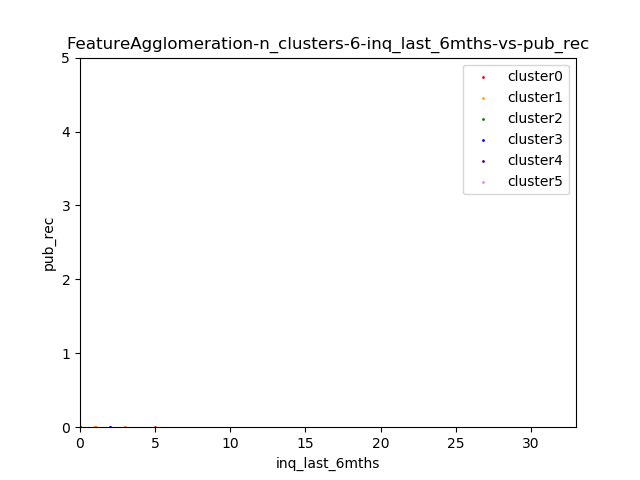 FeatureAgglomeration-n_clusters-6-inq_last_6mths-vs-pub_rec
5
4
3
2
1
0
pub_rec
cluster0
cluster1
cluster2
cluster3
cluster4
cluster5
0 5 10 15 20 25 30
inq_last_6mths